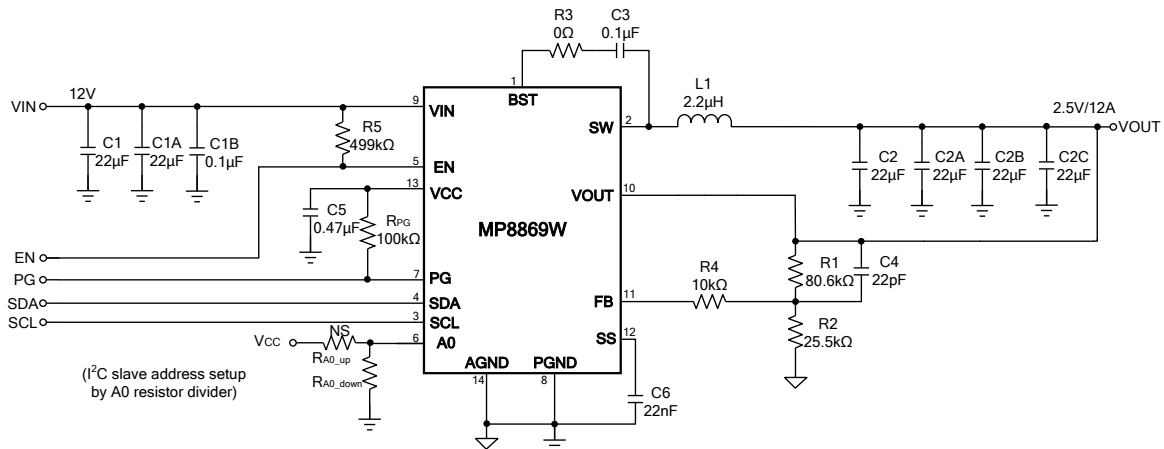 R3
0Ω
C3
0.1µF
1
BST
VIN
12V
9
VIN
C1
22µF
C1A
22µF
C1B
0.1µF
R5
499kΩ
5
EN
13
VCC
C5
0.47µF
RPG
100kΩ
MP8869W
SW
2
L1
2.2µH
2.5V/12A
VOUT
C2
22µF
C2A
22µF
C2B
22µF
C2C
22µF
VOUT
10
EN
PG
7
PG
SDA
4
SDA
SCL
3
SCL
VCC
NS
6
A0
RA0_up
RA0_down
(I²C slave address setup
by A0 resistor divider)
FB
11
R4
10kΩ
R1
80.6kΩ
C4
22pF
R2
25.5kΩ
SS
12
C6
22nF
AGND
14
PGND
8